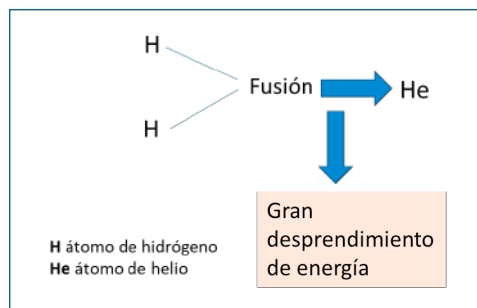 H
Fusión
He
H
Gran
desprendimiento
de energía
H átomo de hidrógeno
He átomo de helio